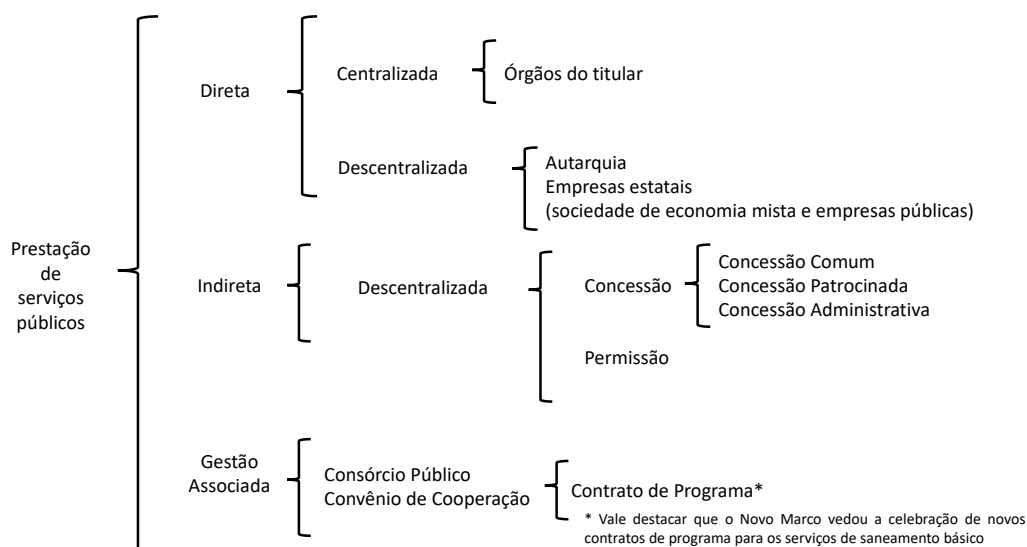 Prestação
de
serviços
públicos
Direta
Centralizada
Órgãos do titular
Descentralizada
Autarquia
Empresas estatais
(sociedade de economia mista e empresas públicas)
Indireta
Descentralizada
Concessão
Concessão Comum
Concessão Patrocinada
Concessão Administrativa
Permissão
Gestão
Associada
Consórcio Público
Convênio de Cooperação
Contrato de Programa*
* Vale destacar que o Novo Marco vedou a celebração de novos
contratos de programa para os serviços de saneamento básico